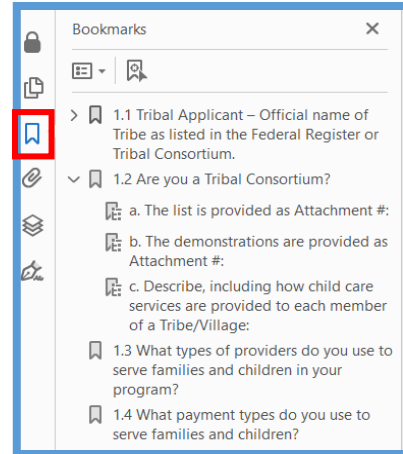 Bookmarks
1.1 Tribal Applicant – Official name of
Tribe as listed in the Federal Register or
Tribal Consortium.
1.2 Are you a Tribal Consortium?
a. The list is provided as Attachment #:
b. The demonstrations are provided as
Attachment #:
c. Describe, including how child care
services are provided to each member
of a Tribe/Village:
1.3 What types of providers do you use to
serve families and children in your
program?
1.4 What payment types do you use to
serve families and children?